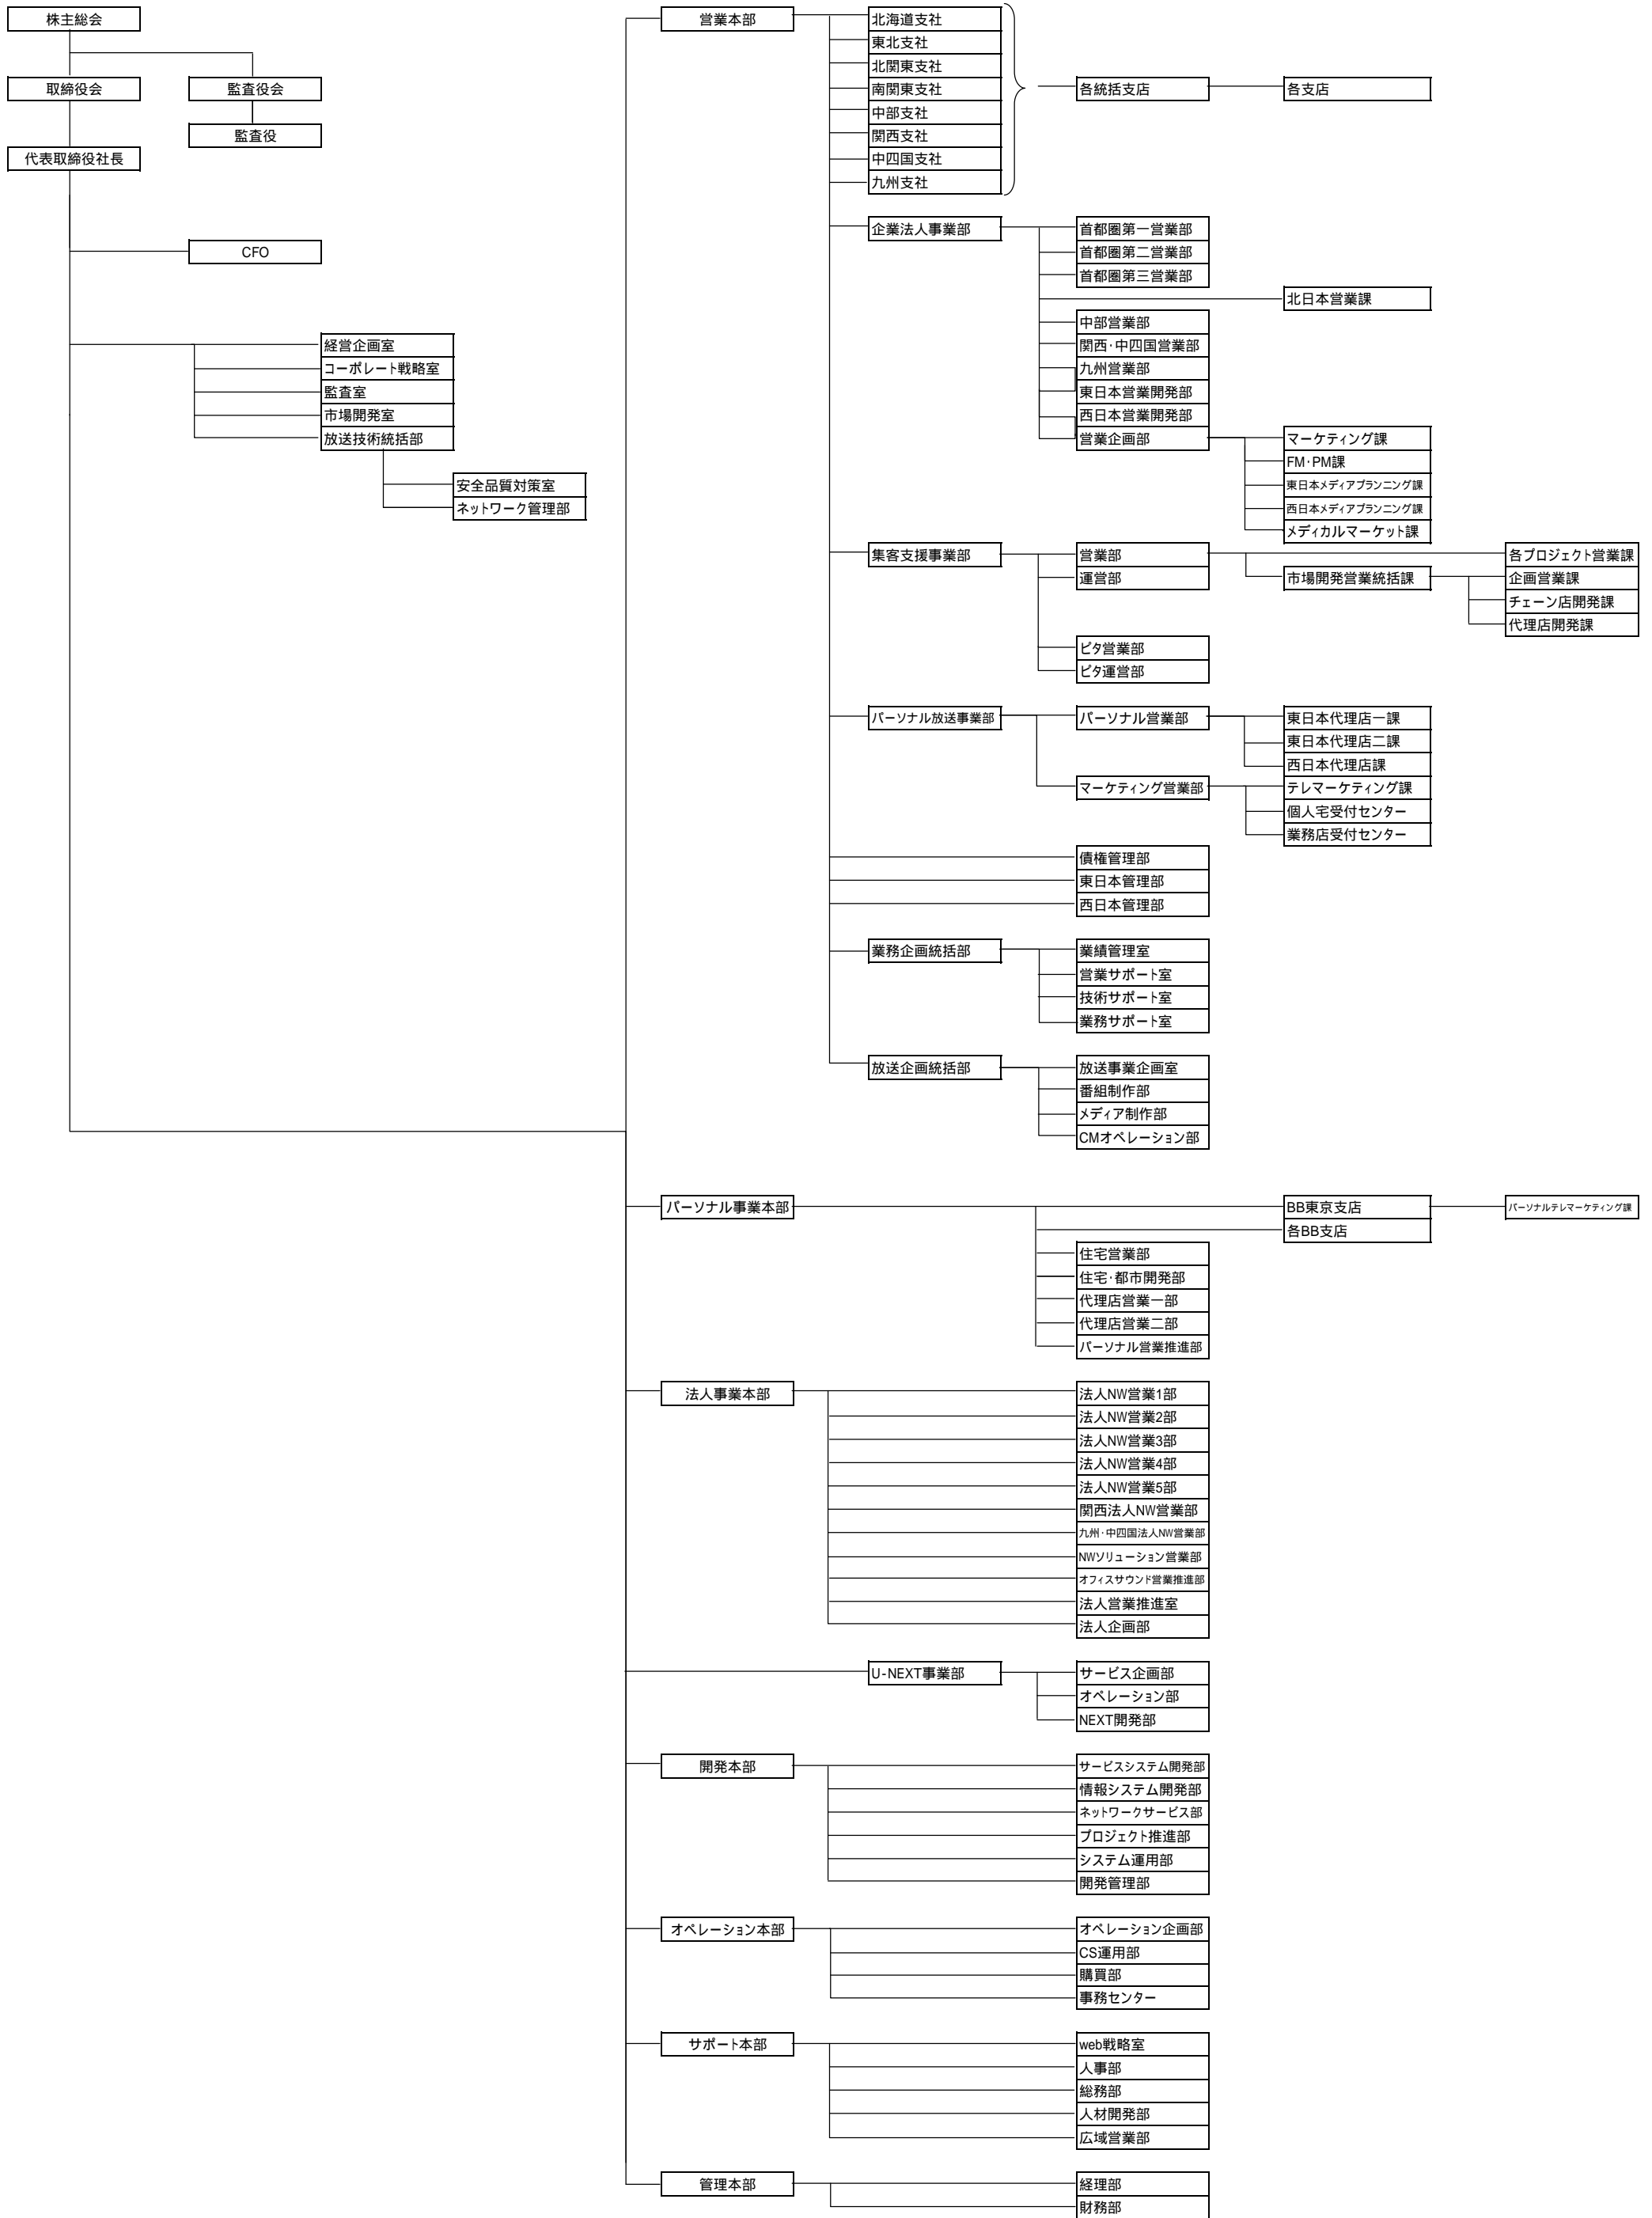 株主総会
取締役会
監査役会
監査役
代表取締役社長
CFO
経営企画室
コーポレート戦略室
監査室
市場開発室
放送技術統括部
安全品質対策室
ネットワーク管理部
営業本部
北海道支社
東北支社
北関東支社
南関東支社
中部支社
関西支社
中四国支社
九州支社
各統括支店
各支店
企業法人事業部
首都圏第一営業部
首都圏第二営業部
首都圏第三営業部
北日本営業課
中部営業部
関西・中四国営業部
九州営業部
東日本営業開発部
西日本営業開発部
営業企画部
マーケティング課
FM・PM課
東日本メディアプランニング課
西日本メディアプランニング課
メディカルマーケット課
集客支援事業部
営業部
運営部
各プロジェクト営業課
市場開発営業統括課
企画営業課
チェーン店開発課
代理店開発課
ピタ営業部
ピタ運営部
パーソナル放送事業部
パーソナル営業部
東日本代理店一課
東日本代理店二課
西日本代理店課
マーケティング営業部
テレマーケティング課
個人宅受付センター
業務店受付センター
債権管理部
東日本管理部
西日本管理部
業務企画統括部
業績管理室
営業サポート室
技術サポート室
業務サポート室
放送企画統括部
放送事業企画室
番組制作部
メディア制作部
CMオペレーション部
パーソナル事業本部
BB東京支店
パーソナルテレマーケティング課
各BB支店
住宅営業部
住宅・都市開発部
代理店営業一部
代理店営業二部
パーソナル営業推進部
法人事業本部
法人NW営業1部
法人NW営業2部
法人NW営業3部
法人NW営業4部
法人NW営業5部
関西法人NW営業部
九州・中四国法人NW営業部
NWソリューション営業部
オフィスサウンド営業推進部
法人営業推進室
法人企画部
U-NEXT事業部
サービス企画部
オペレーション部
NEXT開発部
開発本部
サービスシステム開発部
情報システム開発部
ネットワークサービス部
プロジェクト推進部
システム運用部
開発管理部
オペレーション本部
オペレーション企画部
CS運用部
購買部
事務センター
サポート本部
web戦略室
人事部
総務部
人材開発部
広域営業部
管理本部
経理部
財務部